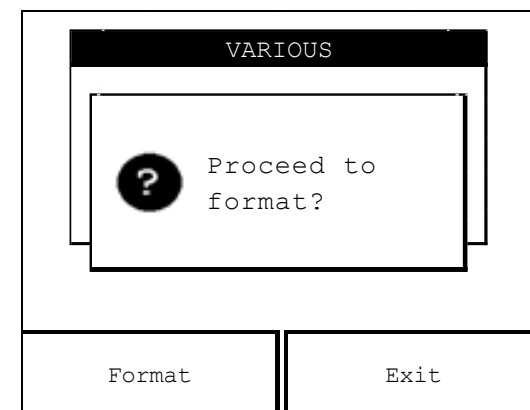 VARIOUS
?
Proceed to
format?
Format
Exit